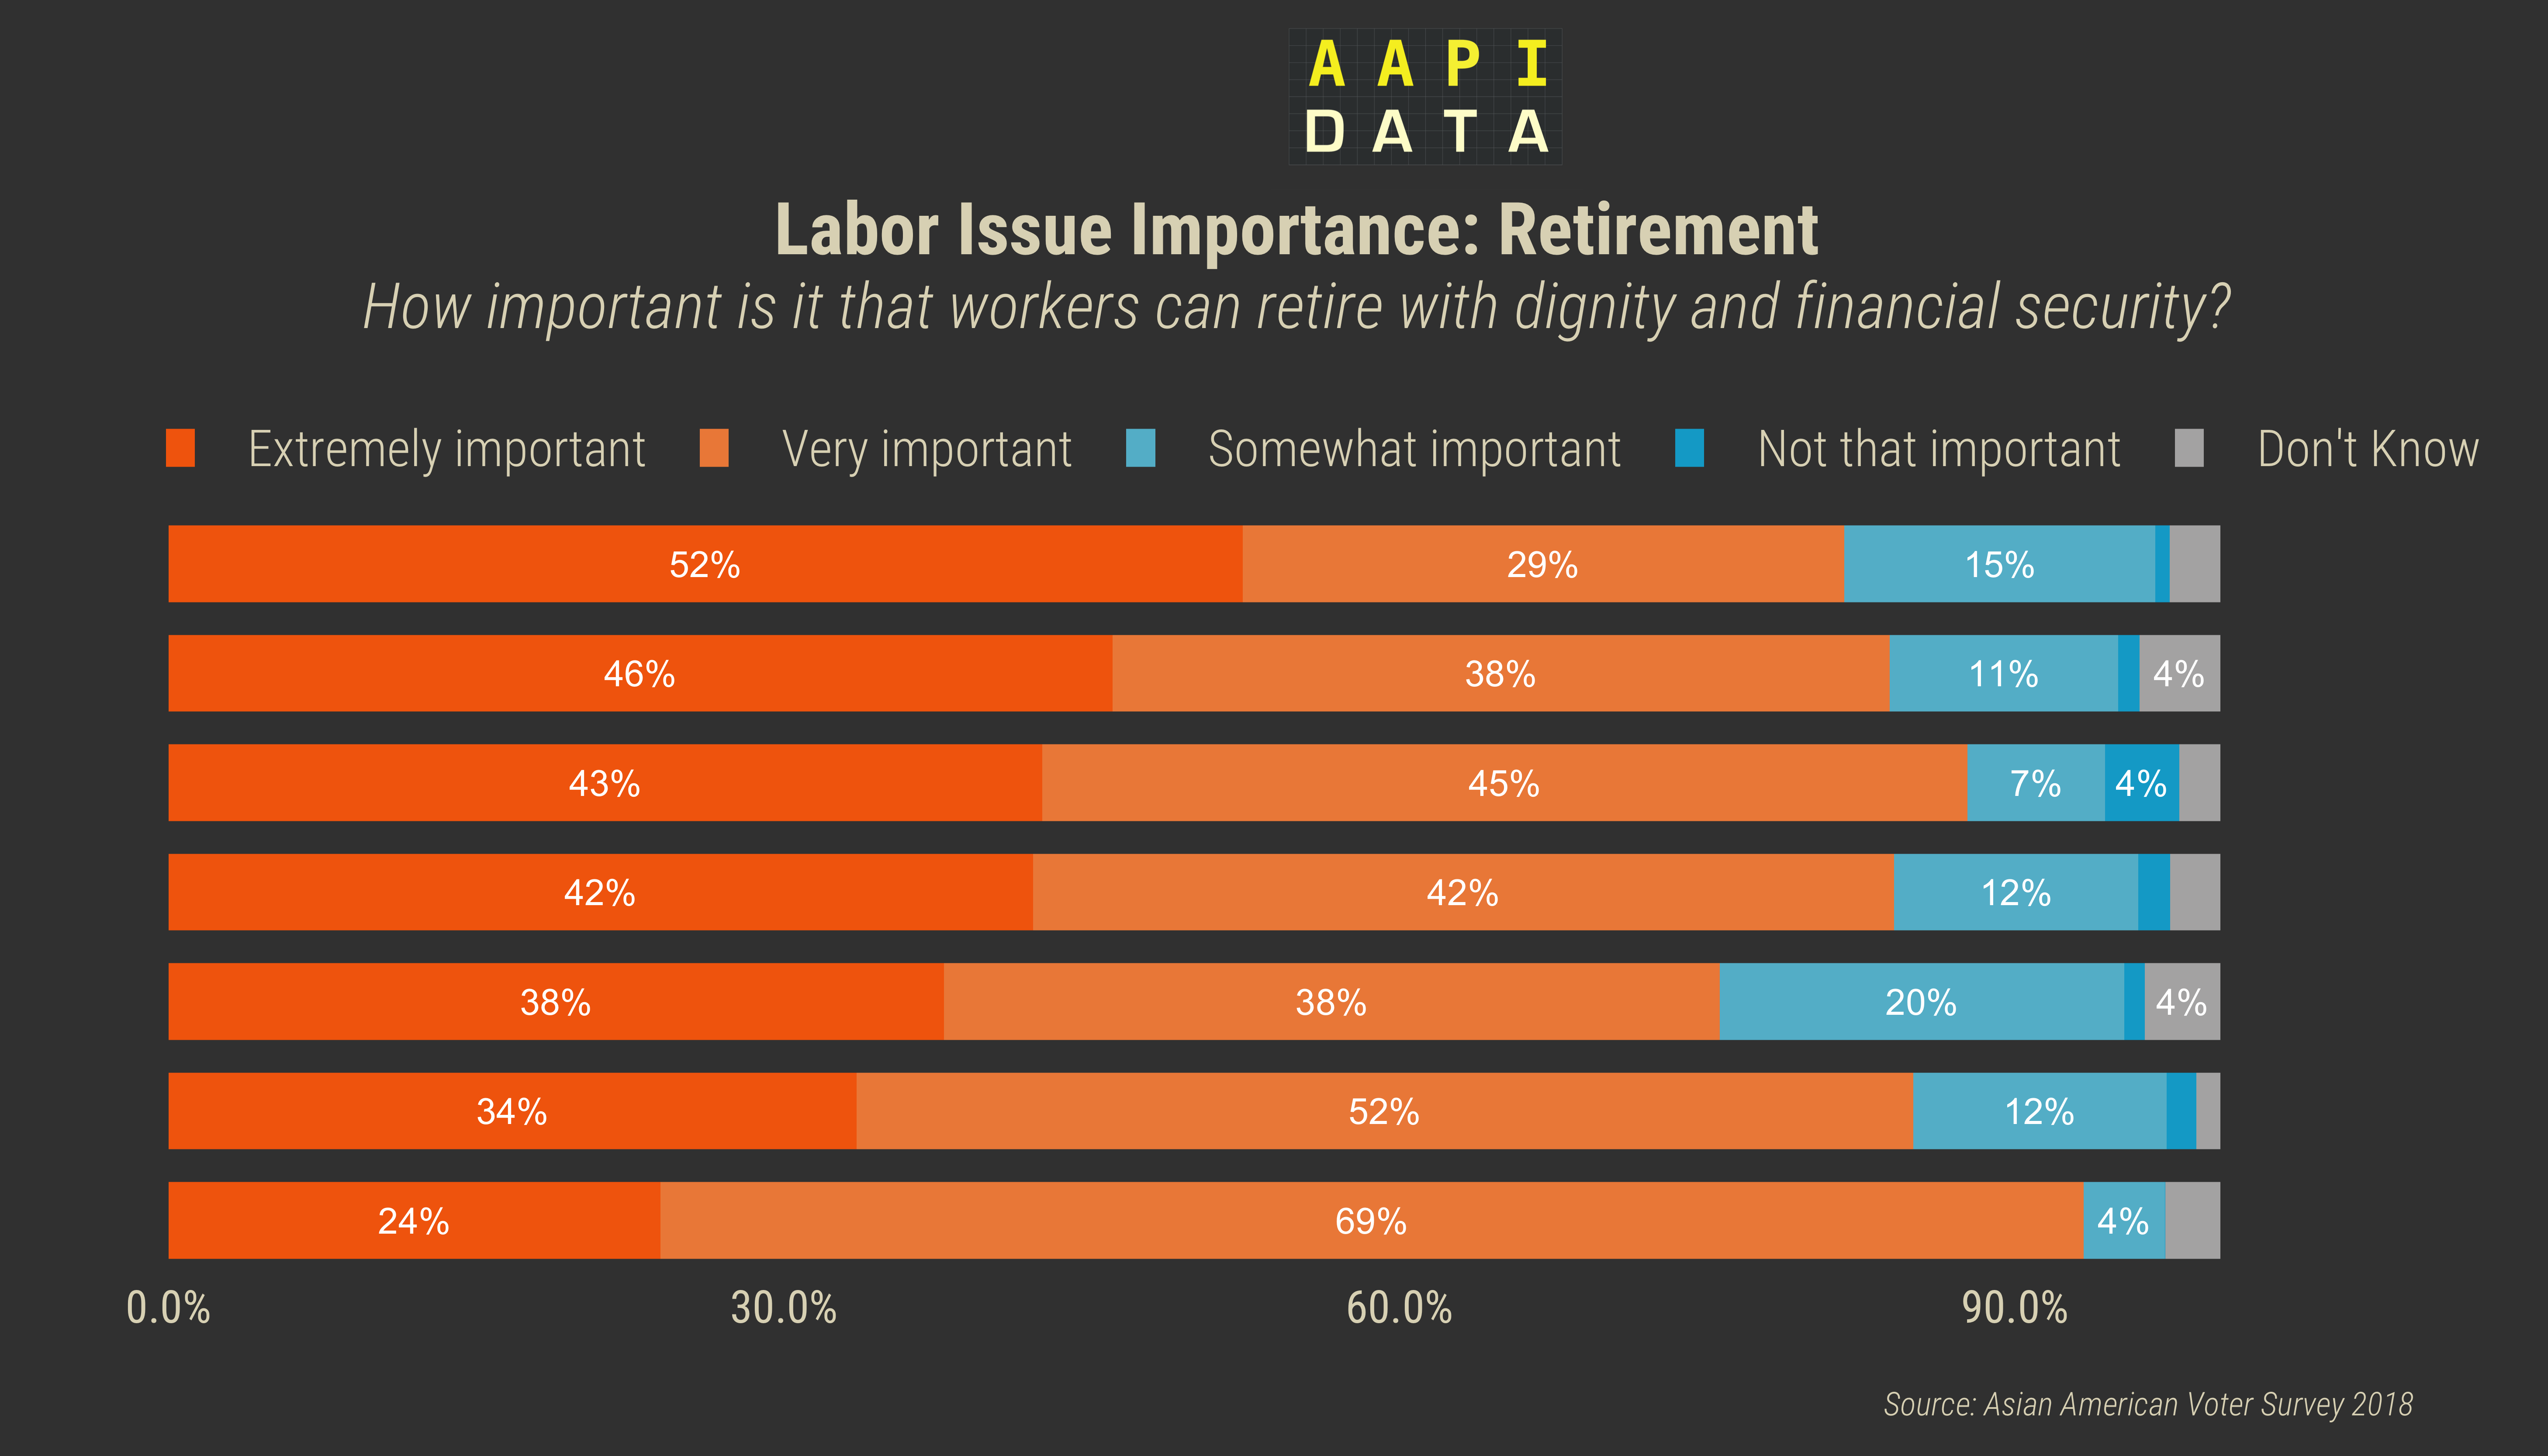 AAPI
DATA
Labor Issue Importance: Retirement
How important is it that workers can retire with dignity and financial security?
Extremely important Very important Somewhat important Not that important Don't Know
52% 29% 15%
46% 38% 11% 4%
43% 45% 7% 4%
42% 42% 12%
38% 38% 20% 4%
34% 52% 12%
24% 69% 4%
0.0% 30.0% 60.0% 90.0%
Source: Asian American Voter Survey 2018